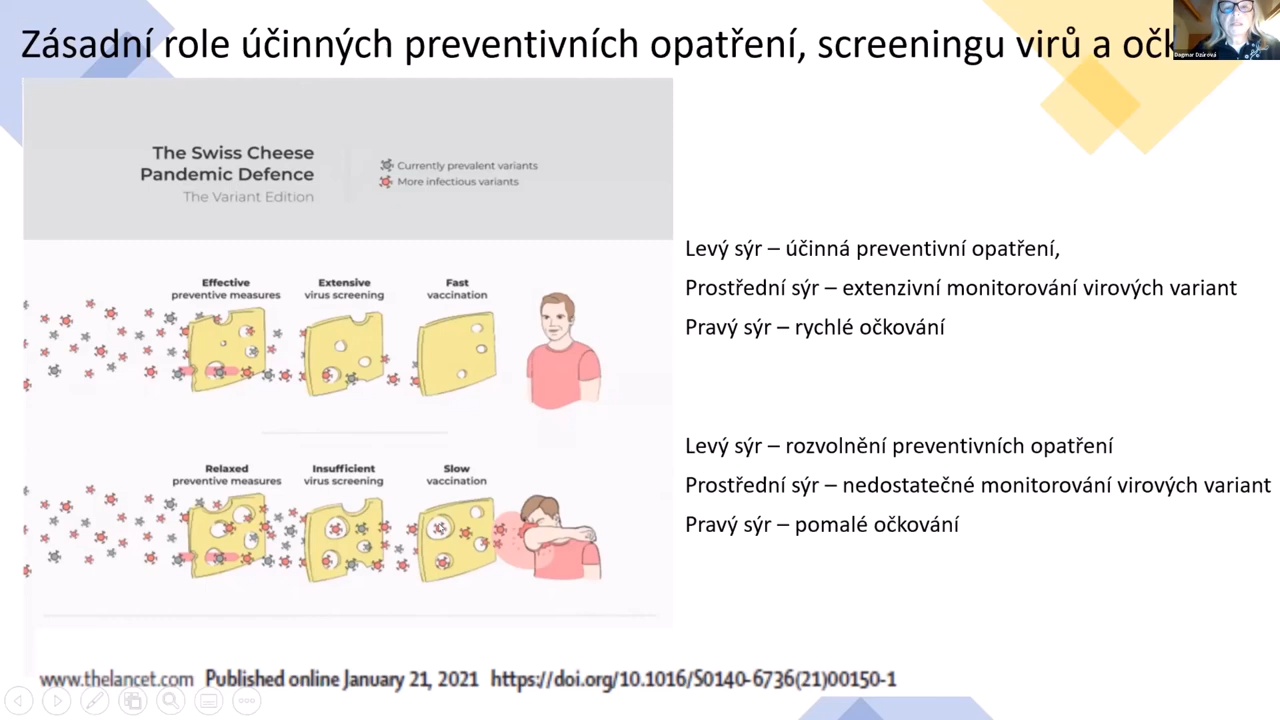 Zásadní role účinných preventivních opatření, screeningu virů a očk
Dagmar Dzúrová
The Swiss Cheese
Pandemic Defence
The Variant Edition
Currently prevalent variants
More infectious variants
Effective
preventive measures
Extensive
virus screening
Fast
vaccination
Levý sýr – účinná preventivní opatření,
Prostřední sýr – extenzivní monitorování virových variant
Pravý sýr – rychlé očkování
Relaxed
preventive measures
Insufficient
virus screening
Slow
vaccination
Levý sýr – rozvolnění preventivních opatření
Prostřední sýr – nedostatečné monitorování virových variant
Pravý sýr – pomalé očkování
www.thelancet.com Published online January 21, 2021 https://doi.org/10.1016/S0140-6736(21)00150-1